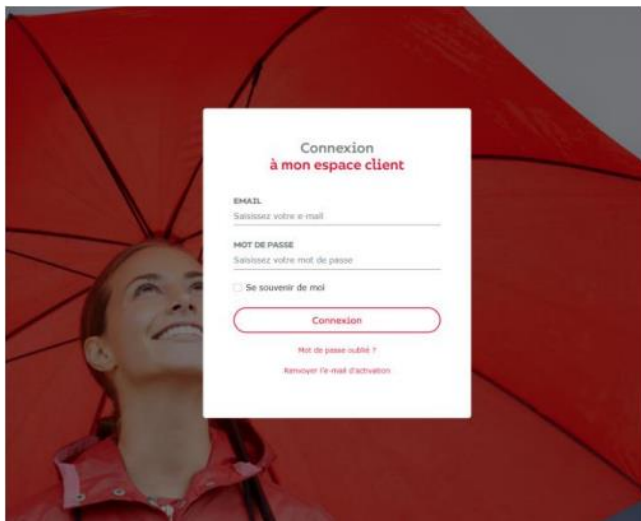 Connexion
à mon espace client
EMAIL
Saisissez votre e-mail
MOT DE PASSE
Saisissez votre mot de passe
Se souvenir de moi
Connexion
Mot de passe oublié ?
Renvoyer l'e-mail d'activation